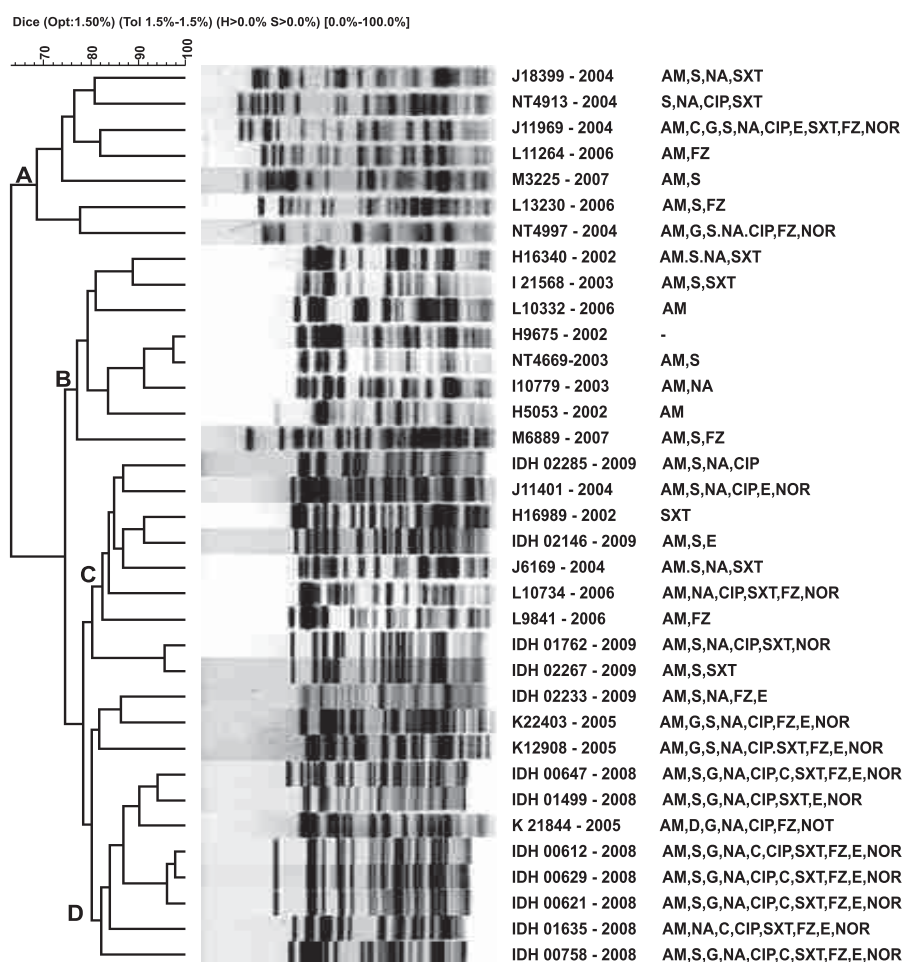 Dice (Opt:1.50%) (Tol 1.5%-1.5%) (H>0.0% S>0.0%) [0.0%-100.0%]
70 80 90 100
J18399 - 2004 AM,S,NA,SXT
NT4913 - 2004 S,NA,CIP,SXT
J11969 - 2004 AM,C,G,S,NA,CIP,E,SXT,FZ,NOR
L11264 - 2006 AM,FZ
A
M3225 - 2007 AM,S
L13230 - 2006 AM,S,FZ
NT4997 - 2004 AM,G,S.NA.CIP,FZ,NOR
H16340 - 2002 AM.S.NA,SXT
I 21568 - 2003 AM,S,SXT
L10332 - 2006 AM
H9675 - 2002 -
NT4669-2003 AM,S
B
I10779 - 2003 AM,NA
H5053 - 2002 AM
M6889 - 2007 AM,S,FZ
IDH 02285 - 2009 AM,S,NA,CIP
J11401 - 2004 AM,S,NA,CIP,E,NOR
H16989 - 2002 SXT
IDH 02146 - 2009 AM,S,E
C
J6169 - 2004 AM.S,NA,SXT
L10734 - 2006 AM,NA,CIP,SXT,FZ,NOR
L9841 - 2006 AM,FZ
IDH 01762 - 2009 AM,S,NA,CIP,SXT,NOR
IDH 02267 - 2009 AM,S,SXT
IDH 02233 - 2009 AM,S,NA,FZ,E
K22403 - 2005 AM,G,S,NA,CIP,FZ,E,NOR
K12908 - 2005 AM,G,S,NA,CIP.SXT,FZ,E,NOR
IDH 00647 - 2008 AM,S,G,NA,CIP,C,SXT,FZ,E,NOR
IDH 01499 - 2008 AM,S,G,NA,CIP,SXT,E,NOR
K 21844 - 2005 AM,D,G,NA,CIP,FZ,NOT
IDH 00612 - 2008 AM,S,G,NA,C,CIP,SXT,FZ,E,NOR
IDH 00629 - 2008 AM,S,G,NA,CIP,C,SXT,FZ,E,NOR
IDH 00621 - 2008 AM,S,G,NA,CIP,C,SXT,FZ,E,NOR
D
IDH 01635 - 2008 AM,NA,C,CIP,SXT,FZ,E,NOR
IDH 00758 - 2008 AM,S,G,NA,CIP,C,SXT,FZ,E,NOR